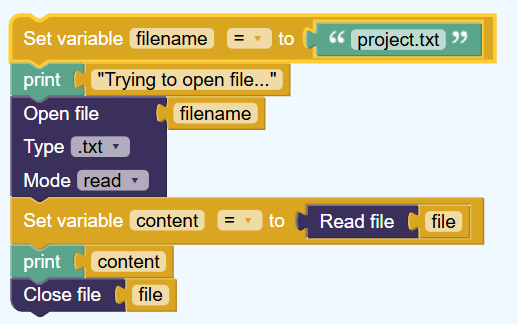 Set variable filename = to “ project.txt ”
print "Trying to open file..."
Open file filename
Type .txt
Mode read
Set variable content = to Read file file
print content
Close file file